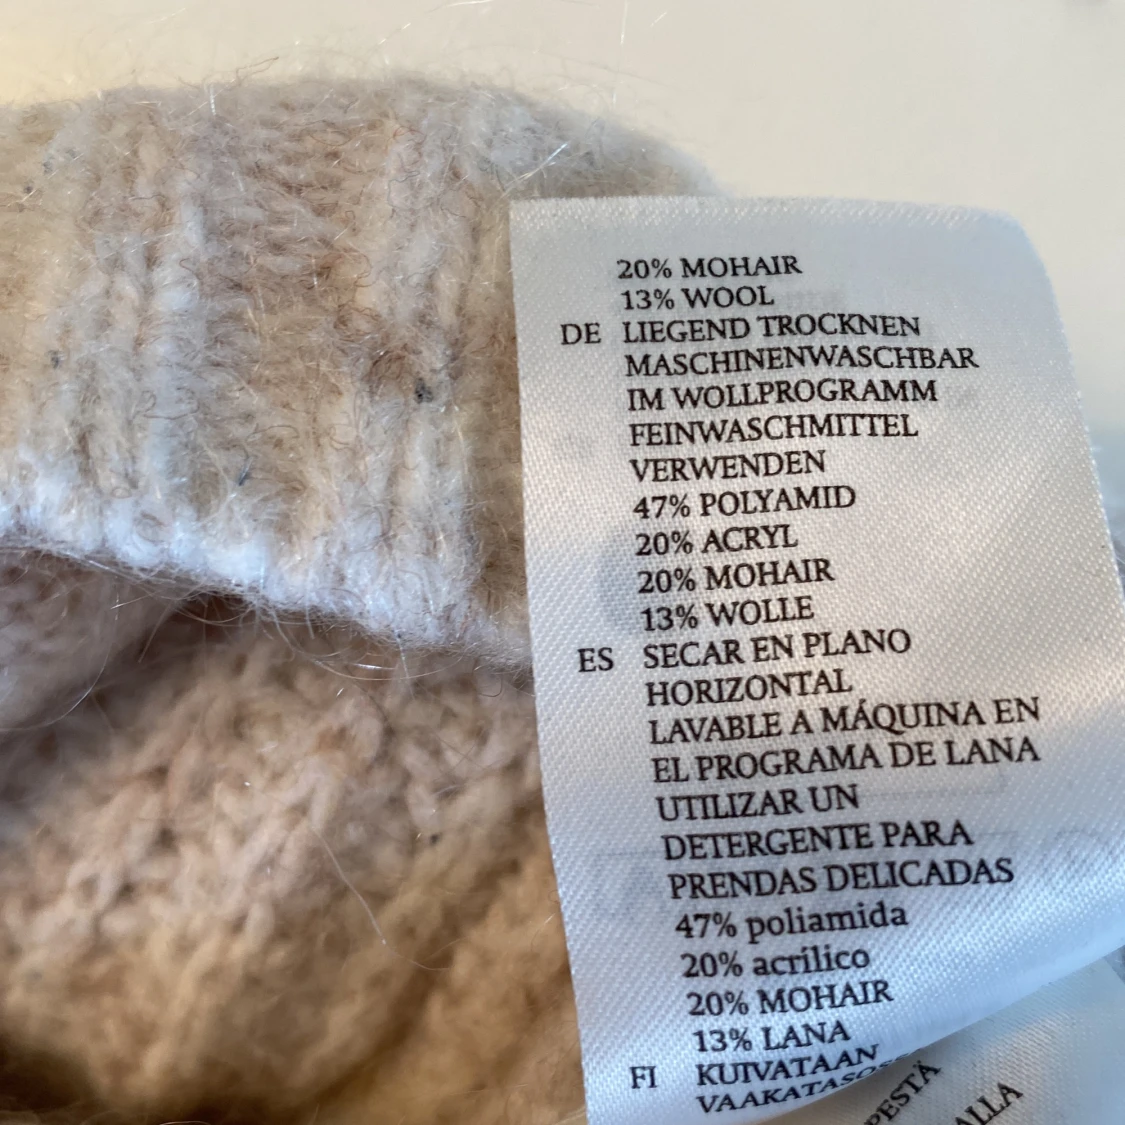 20% MOHAIR
13% WOOL
DE LIEGEND TROCKNEN
MASCHINENWASCHBAR
IM WOLLPROGRAMM
FEINWASCHMITTEL
VERWENDEN
47% POLYAMID
20% ACRYL
20% MOHAIR
13% WOLLE
ES SECAR EN PLANO
HORIZONTAL
LAVABLE A MÁQUINA EN
EL PROGRAMA DE LANA
UTILIZAR UN
DETERGENTE PARA
PRENDAS DELICADAS
47% poliamida
20% acrílico
20% MOHAIR
13% LANA
FI KUIVATAAN